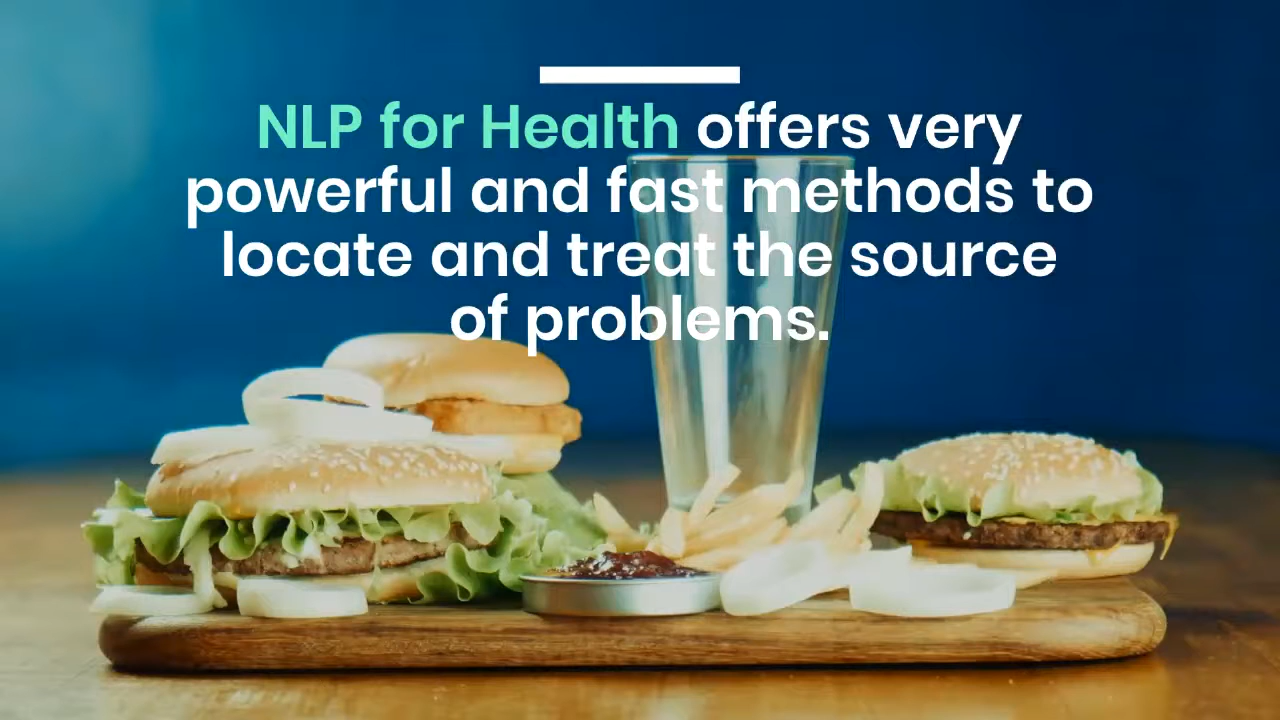 NLP for Health offers very
powerful and fast methods to
locate and treat the source
of problems.